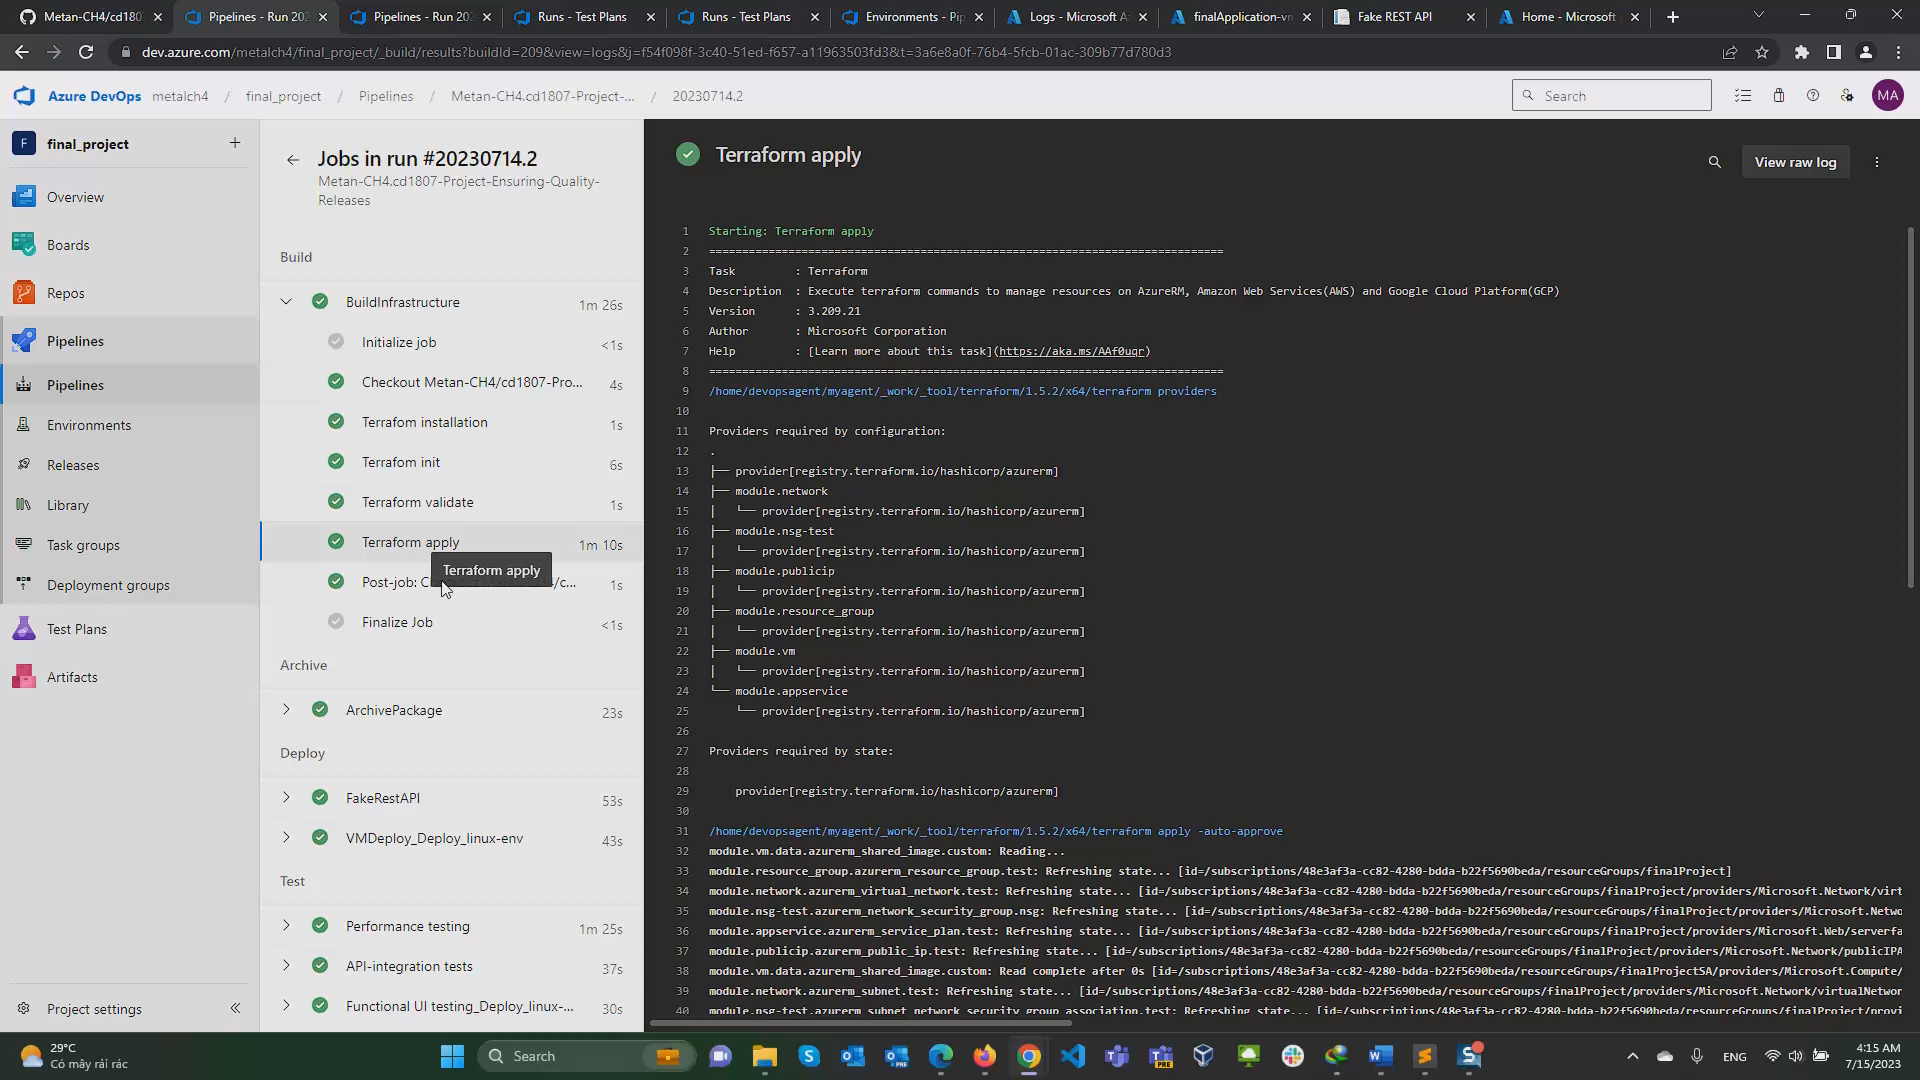 Metan-CH4/cd180
Pipelines - Run 202
Pipelines - Run 202
Runs - Test Plans
Runs - Test Plans
Environments - Pip
Logs - Microsoft A
finalApplication-vm
Fake REST API
Home - Microsoft
dev.azure.com/metalch4/final_project/_build/results?buildId=209&view=logs&j=f54f098f-3c40-51ed-f657-a11963503fd3&t=3a6e8a0f-76b4-5fcb-01ac-309b77d780d3
Azure DevOps metalch4 / final_project / Pipelines / Metan-CH4.cd1807-Project-... / 20230714.2
Search
MA
F final_project +
Overview
Boards
Repos
Pipelines
Pipelines
Environments
Releases
Library
Task groups
Deployment groups
Test Plans
Artifacts
Project settings
Jobs in run #20230714.2
Metan-CH4.cd1807-Project-Ensuring-Quality-
Releases
Build
BuildInfrastructure 1m 26s
Initialize job <1s
Checkout Metan-CH4/cd1807-Pro... 4s
Terrafom installation 1s
Terrafom init 6s
Terraform validate 1s
Terraform apply 1m 10s
Terraform apply
Post-job: C /c... 1s
Finalize Job <1s
Archive
ArchivePackage 23s
Deploy
FakeRestAPI 53s
VMDeploy_Deploy_linux-env 43s
Test
Performance testing 1m 25s
API-integration tests 37s
Functional UI testing_Deploy_linux-... 30s
Terraform apply
View raw log
1 Starting: Terraform apply
2 ==============================================================================
3 Task : Terraform
4 Description : Execute terraform commands to manage resources on AzureRM, Amazon Web Services(AWS) and Google Cloud Platform(GCP)
5 Version : 3.209.21
6 Author : Microsoft Corporation
7 Help : [Learn more about this task](https://aka.ms/AAf0uqr)
8 ==============================================================================
9 /home/devopsagent/myagent/_work/_tool/terraform/1.5.2/x64/terraform providers
10
11 Providers required by configuration:
12 .
13 ├── provider[registry.terraform.io/hashicorp/azurerm]
14 ├── module.network
15 │   └── provider[registry.terraform.io/hashicorp/azurerm]
16 ├── module.nsg-test
17 │   └── provider[registry.terraform.io/hashicorp/azurerm]
18 ├── module.publicip
19 │   └── provider[registry.terraform.io/hashicorp/azurerm]
20 ├── module.resource_group
21 │   └── provider[registry.terraform.io/hashicorp/azurerm]
22 ├── module.vm
23 │   └── provider[registry.terraform.io/hashicorp/azurerm]
24 └── module.appservice
25     └── provider[registry.terraform.io/hashicorp/azurerm]
26
27 Providers required by state:
28
29     provider[registry.terraform.io/hashicorp/azurerm]
30
31 /home/devopsagent/myagent/_work/_tool/terraform/1.5.2/x64/terraform apply -auto-approve
32 module.vm.data.azurerm_shared_image.custom: Reading...
33 module.resource_group.azurerm_resource_group.test: Refreshing state... [id=/subscriptions/48e3af3a-cc82-4280-bdda-b22f5690beda/resourceGroups/finalProject]
34 module.network.azurerm_virtual_network.test: Refreshing state... [id=/subscriptions/48e3af3a-cc82-4280-bdda-b22f5690beda/resourceGroups/finalProject/providers/Microsoft.Network/virt
35 module.nsg-test.azurerm_network_security_group.nsg: Refreshing state... [id=/subscriptions/48e3af3a-cc82-4280-bdda-b22f5690beda/resourceGroups/finalProject/providers/Microsoft.Netwo
36 module.appservice.azurerm_service_plan.test: Refreshing state... [id=/subscriptions/48e3af3a-cc82-4280-bdda-b22f5690beda/resourceGroups/finalProject/providers/Microsoft.Web/serverfa
37 module.publicip.azurerm_public_ip.test: Refreshing state... [id=/subscriptions/48e3af3a-cc82-4280-bdda-b22f5690beda/resourceGroups/finalProject/providers/Microsoft.Network/publicIPA
38 module.vm.data.azurerm_shared_image.custom: Read complete after 0s [id=/subscriptions/48e3af3a-cc82-4280-bdda-b22f5690beda/resourceGroups/finalProjectSA/providers/Microsoft.Compute/
39 module.network.azurerm_subnet.test: Refreshing state... [id=/subscriptions/48e3af3a-cc82-4280-bdda-b22f5690beda/resourceGroups/finalProject/providers/Microsoft.Network/virtualNetwor
40 module.nsg-test.azurerm_subnet_network_security_group_association.test: Refreshing state... [id=/subscriptions/48e3af3a-cc82-4280-bdda-b22f5690beda/resourceGroups/finalProject/provi
29°C
Có mây rải rác
Search
ENG
4:15 AM
7/15/2023